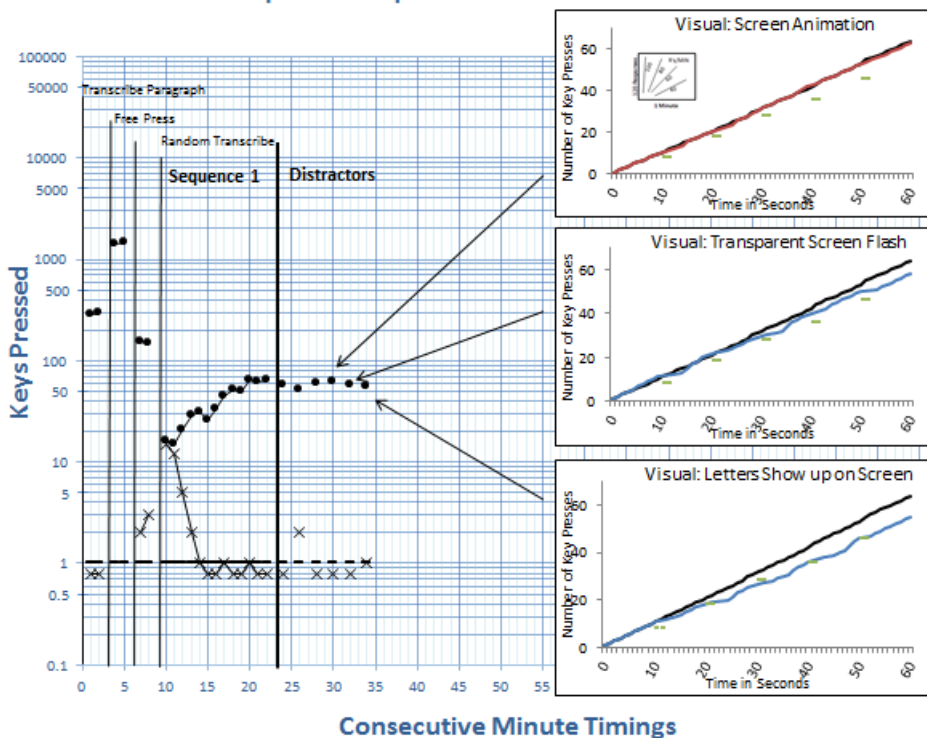 100000
50000
10000
5000
1000
500
100
50
10
5
1
0.5
0.1
Keys Pressed
Transcribe Paragraph
Free Press
Random Transcribe
Sequence 1
Distractors
0 5 10 15 20 25 30 35 40 45 50 55
Consecutive Minute Timings
Visual: Screen Animation
Number of Key Presses
60
40
20
0
1 Minute
0 10 20 30 40 50 60
Time in Seconds
Visual: Transparent Screen Flash
Number of Key Presses
60
40
20
0
0 10 20 30 40 50 60
Time in Seconds
Visual: Letters Show up on Screen
Number of Key Presses
60
40
20
0
0 10 20 30 40 50 60
Time in Seconds